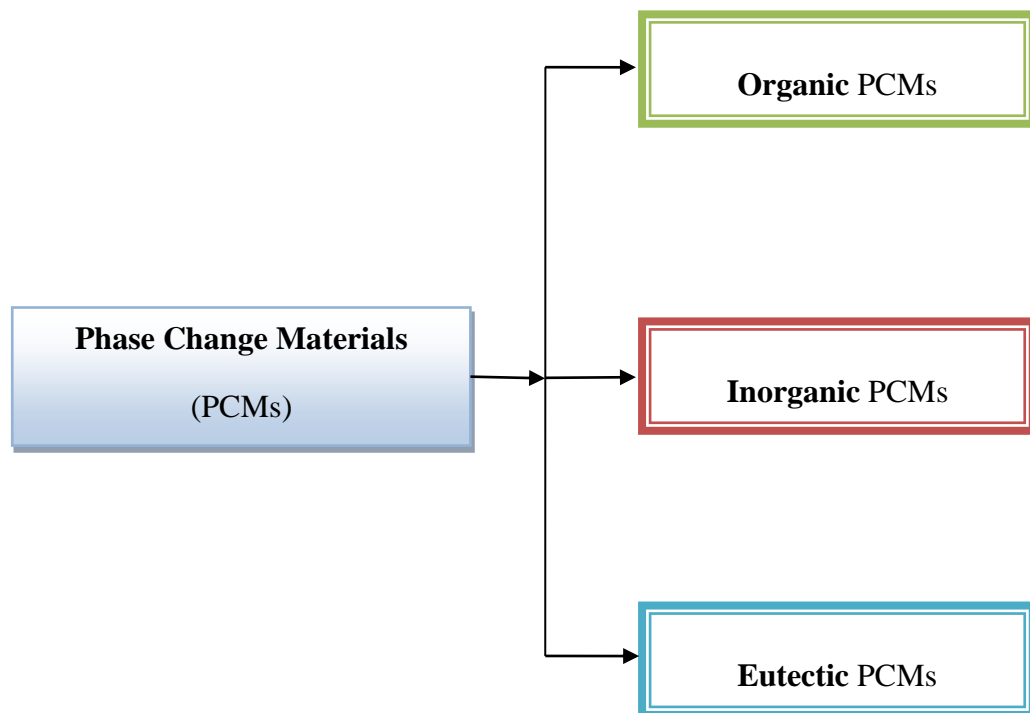 Organic PCMs
Phase Change Materials
(PCMs)
Inorganic PCMs
Eutectic PCMs